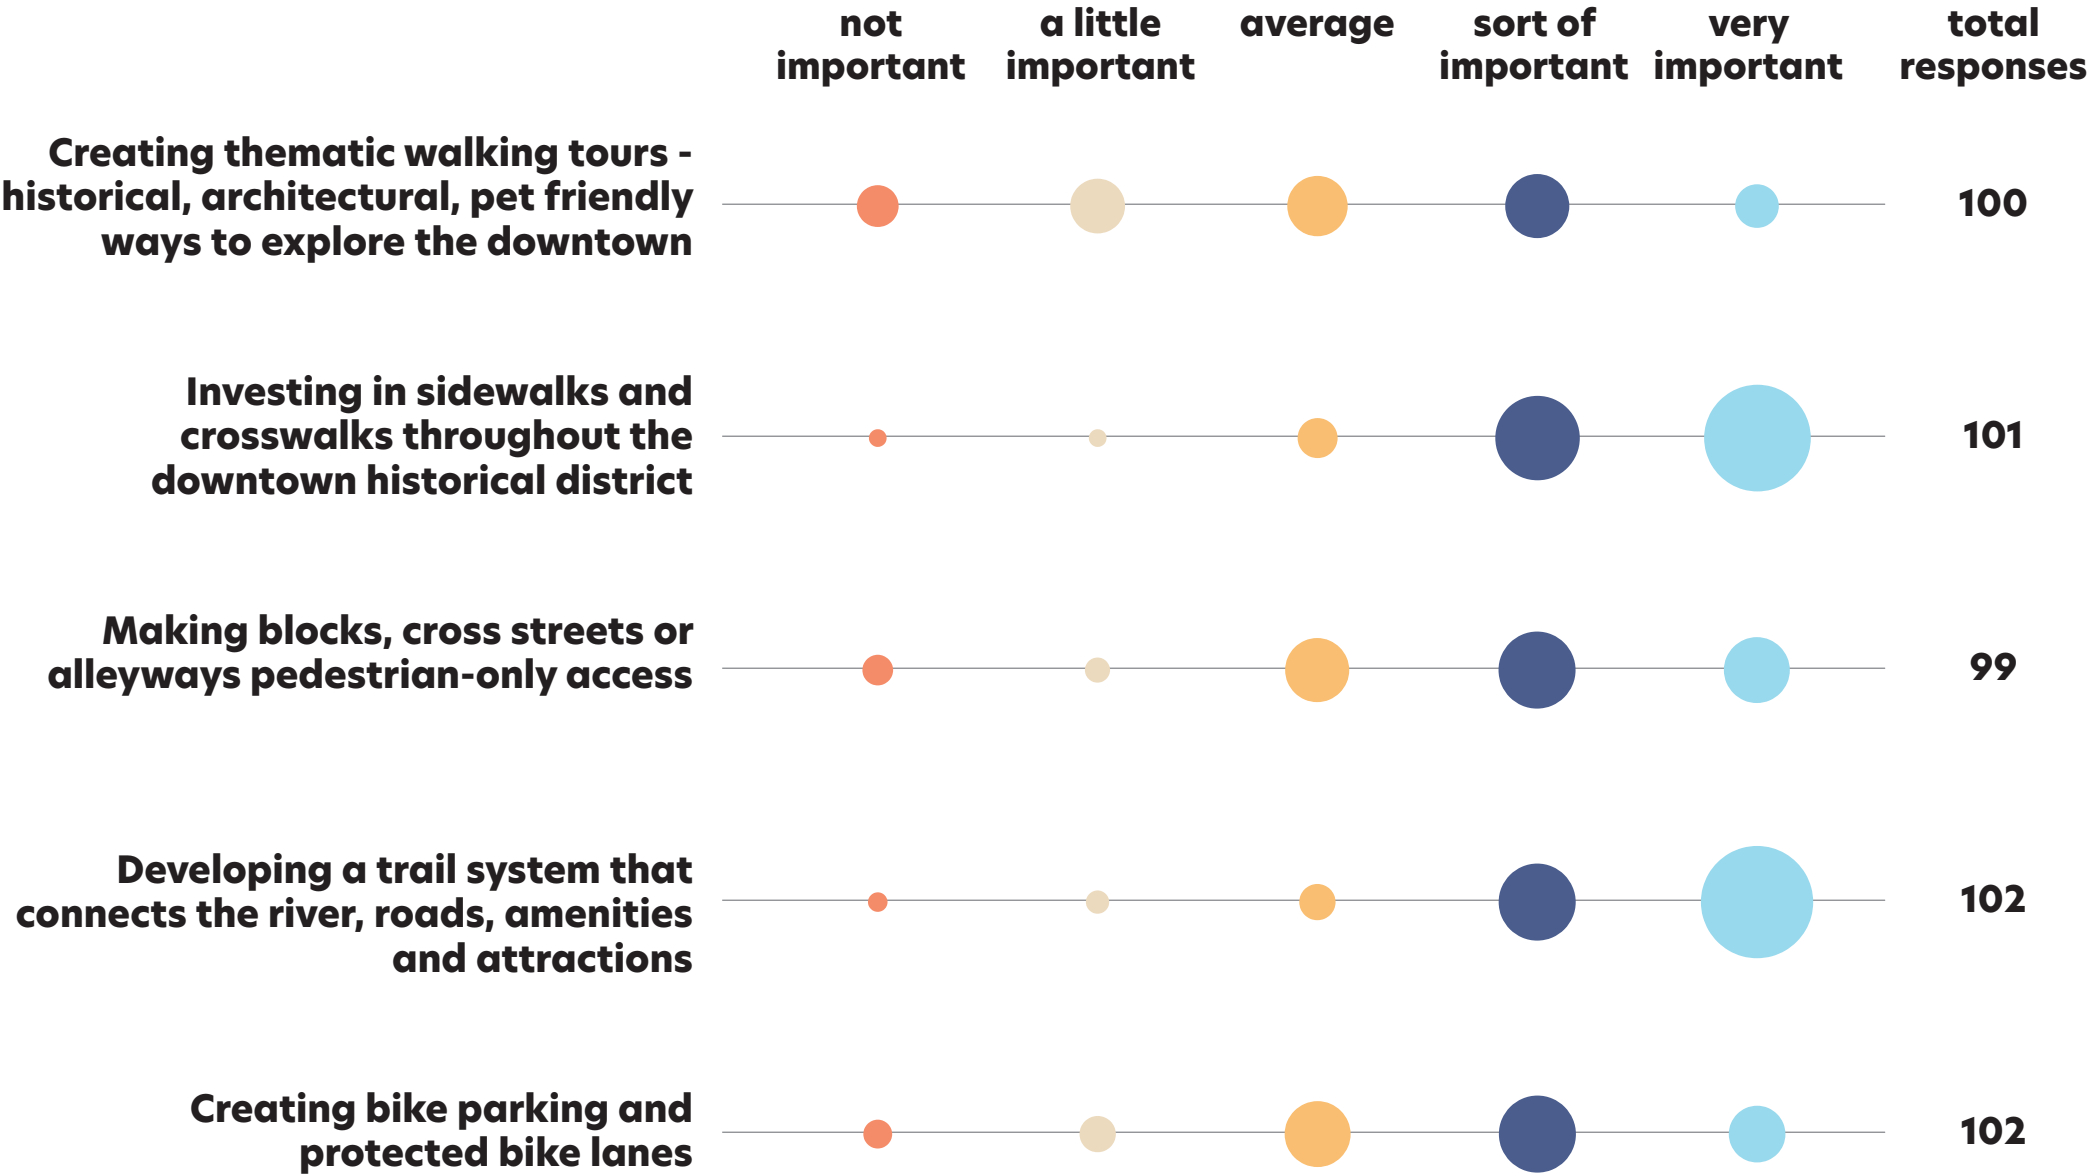 not important
a little important
average
sort of important
very important
total responses
Creating thematic walking tours -
historical, architectural, pet friendly
ways to explore the downtown
100
Investing in sidewalks and
crosswalks throughout the
downtown historical district
101
Making blocks, cross streets or
alleyways pedestrian-only access
99
Developing a trail system that
connects the river, roads, amenities
and attractions
102
Creating bike parking and
protected bike lanes
102